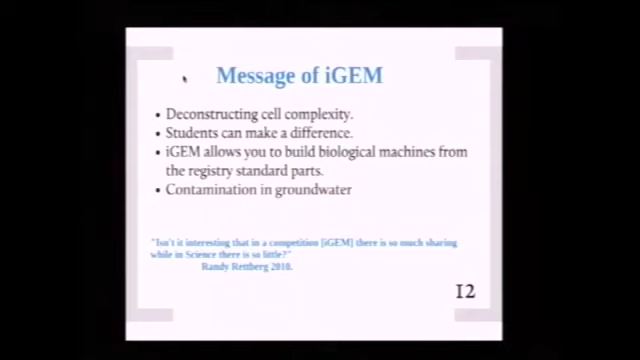 Message of iGEM
• Deconstructing cell complexity.
• Students can make a difference.
• iGEM allows you to build biological machines from
the registry standard parts.
• Contamination in groundwater
"Isn't it interesting that in a competition [iGEM] there is so much sharing
while in Science there is so little?"
Randy Rettberg 2010.
12